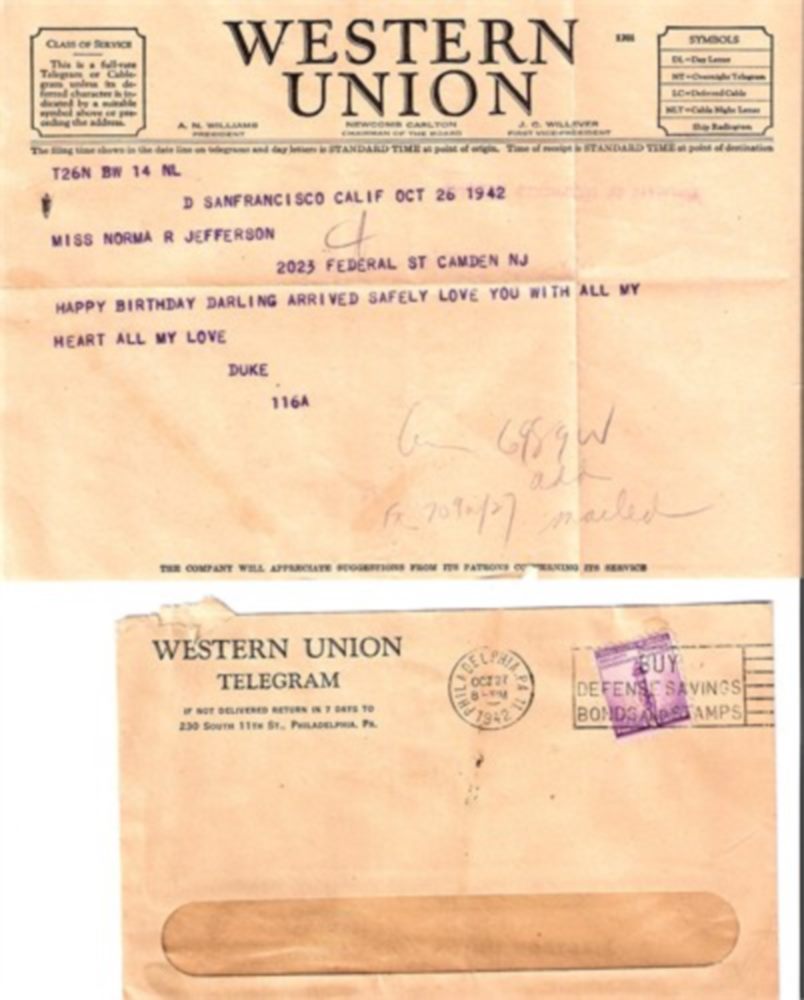 WESTERN
UNION
1201
CLASS OF SERVICE
This is a full-rate
Telegram or Cable-
gram unless its de-
ferred character is in-
dicated by a suitable
symbol above or pre-
ceding the address.
A. N. WILLIAMS
PRESIDENT
NEWCOMB CARLTON
CHAIRMAN OF THE BOARD
J. C. WILLEVER
FIRST VICE-PRESIDENT
SYMBOLS
DL=Day Letter
NT=Overnight Telegram
LC=Deferred Cable
NLT=Cable Night Letter
Ship Radiogram
The filing time shown in the date line on telegrams and day letters is STANDARD TIME at point of origin. Time of receipt is STANDARD TIME at point of destination
T26N BW 14 NL
D SANFRANCISCO CALIF OCT 26 1942
MISS NORMA R JEFFERSON
2023 FEDERAL ST CAMDEN NJ
HAPPY BIRTHDAY DARLING ARRIVED SAFELY LOVE YOU WITH ALL MY
HEART ALL MY LOVE
DUKE
116A
mailed
THE COMPANY WILL APPRECIATE SUGGESTIONS FROM ITS PATRONS CONCERNING ITS SERVICE
WESTERN UNION
TELEGRAM
IF NOT DELIVERED RETURN IN 7 DAYS TO
230 SOUTH 11TH ST., PHILADELPHIA, PA.
PHILADELPHIA, PA. 11
OCT 27
1942
BUY
DEFENSE SAVINGS
BONDS AND STAMPS